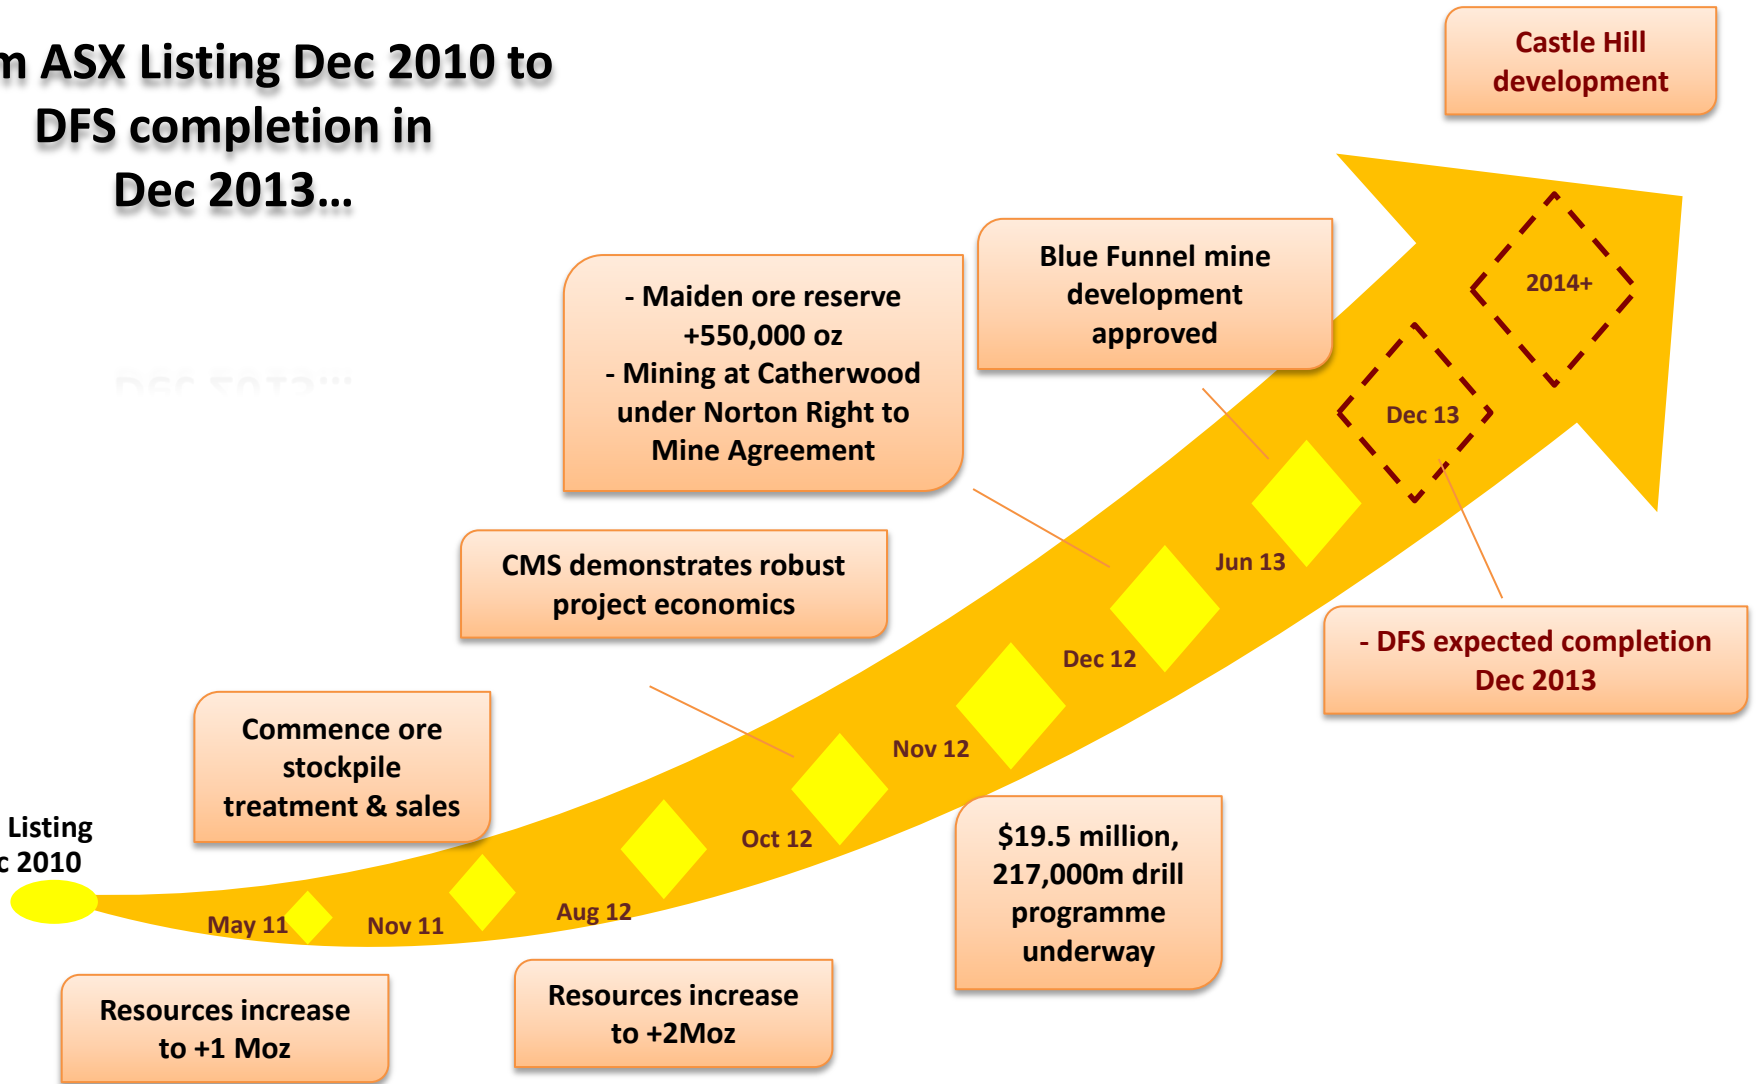 m ASX Listing Dec 2010 to
DFS completion in
Dec 2013...
Castle Hill
development
Blue Funnel mine
development
approved
- Maiden ore reserve
+550,000 oz
- Mining at Catherwood
under Norton Right to
Mine Agreement
CMS demonstrates robust
project economics
Commence ore
stockpile
treatment & sales
Listing
c 2010
May 11
Nov 11
Aug 12
Oct 12
Nov 12
Dec 12
Jun 13
Dec 13
2014+
- DFS expected completion
Dec 2013
$19.5 million,
217,000m drill
programme
underway
Resources increase
to +2Moz
Resources increase
to +1 Moz